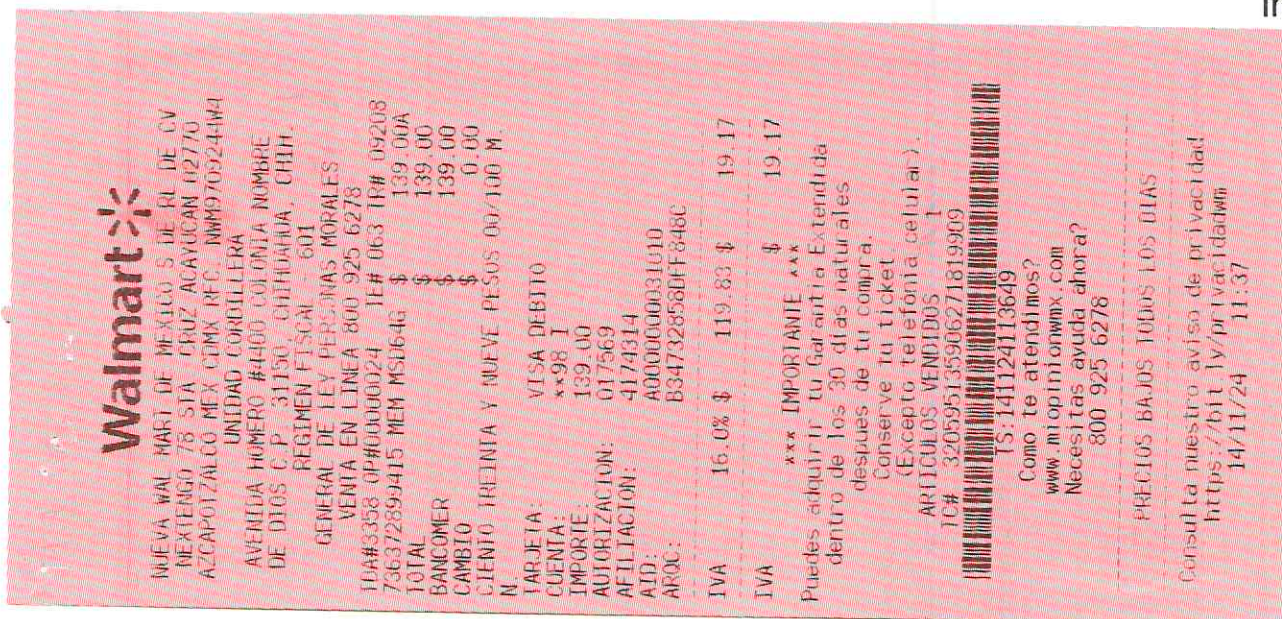 Walmart
NUEVA WAL MART DE MEXICO S DE RL DE CV
NEXTENGO 78 STA CRUZ ACAYUCAN 02770
AZCAPOTZALCO MEX CDMX RFC. NWM9709244W4
UNIDAD CORDILLERA
AVENIDA HOMERO #4400 COLONIA NOMBRE
DE DIOS C.P 31150, CHIHUAHUA CHIH
REGIMEN FISCAL 601
GENERAL DE LEY PERSONAS MORALES
VENTA EN LINEA 800 925 6278
TDA#3358 OP#00000024 TE# 063 TR# 09208
736372899415 MEM MSU64G $ 139.00A
TOTAL $ 139.00
BANCOMER $ 139.00
CAMBIO $ 0.00
CIENTO TREINTA Y NUEVE PESOS 00/100 M.
N.
TARJETA: VISA DEBITO
CUENTA: **98 I
IMPORTE: 139.00
AUTORIZACION: 017569
AFILIACION: 4174314
AID: A0000000031010
ARQC: B34732858DFF846C
IVA 16.0% $ 119.83 $ 19.17
IVA $ 19.17
*** IMPORTANTE ***
Puedes adquirir tu Garantia Extendida
dentro de los 30 días naturales
despues de tu compra.
Conserve tu ticket
(Excepto telefonía celular).
ARTICULOS VENDIDOS 1
TC# 320595135906271819909
TS: 1411241113649
Como te atendimos?
www.miopinionwmx.com
Necesitas ayuda ahora?
800 925 6278
PRECIOS BAJOS TODOS LOS DIAS
Consulta nuestro aviso de privacidad
https://bit.ly/privacidadwm
14/11/24 11:37